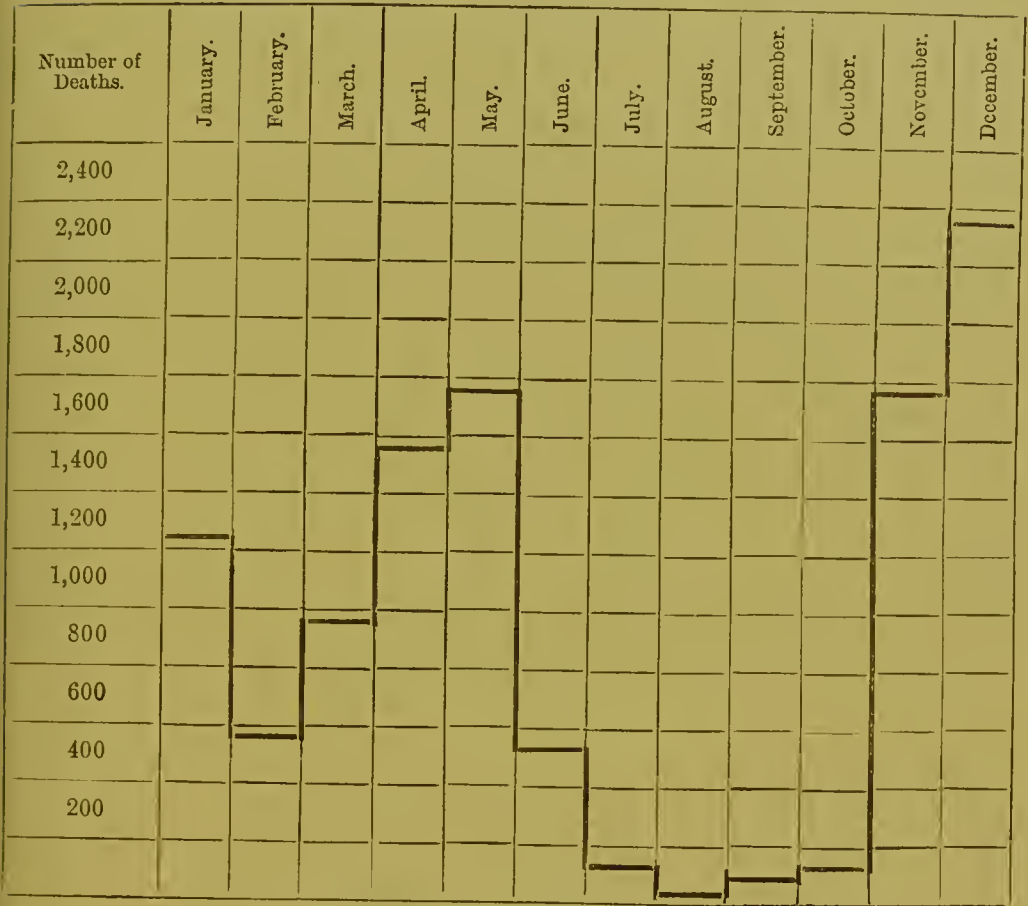 Number of
Deaths.
January.
February.
March.
April.
May.
June.
July.
August.
September.
October.
November.
December.
2,400
2,200
2,000
1,800
1,600
1,400
1,200
1,000
800
600
400
200